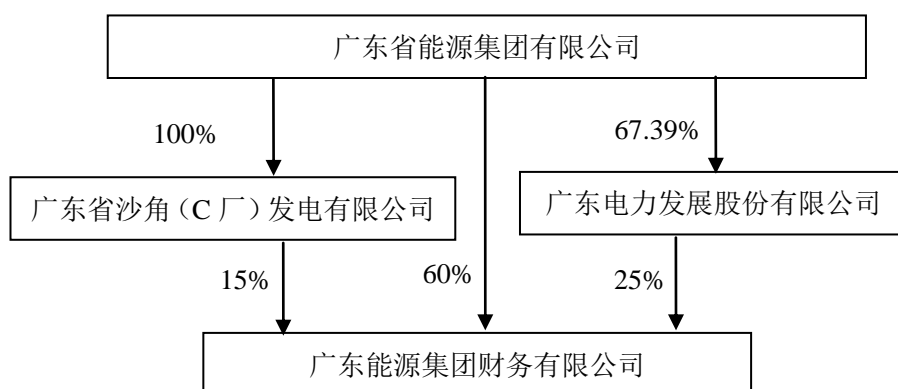 广东省能源集团有限公司
100%
67.39%
广东省沙角（C 厂）发电有限公司
广东电力发展股份有限公司
15%
60%
25%
广东能源集团财务有限公司